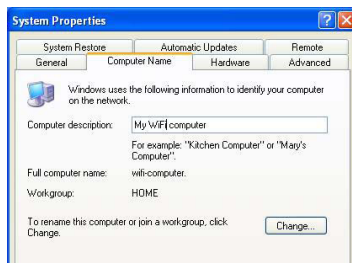 System Properties
System Restore Automatic Updates Remote
General Computer Name Hardware Advanced
Windows uses the following information to identify your computer
on the network.
Computer description: My WiFi computer
For example: "Kitchen Computer" or "Mary's
Computer".
Full computer name: wifi-computer.
Workgroup: HOME
To rename this computer or join a workgroup, click
Change.
Change...